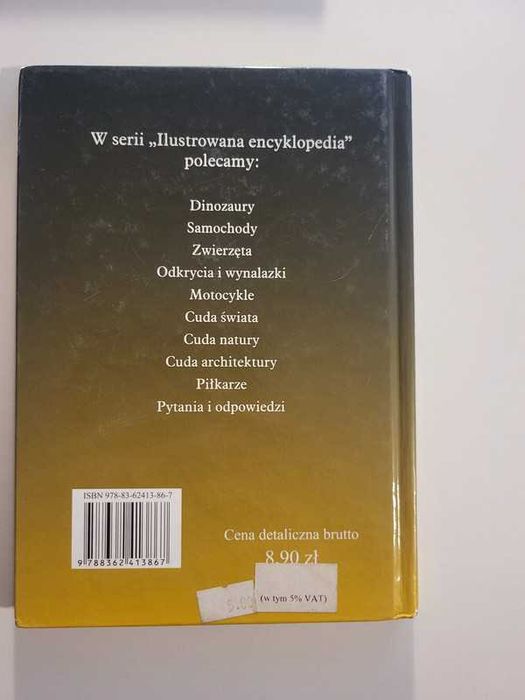 W serii „Ilustrowana encyklopedia”
polecamy:
Dinozaury
Samochody
Zwierzęta
Odkrycia i wynalazki
Motocykle
Cuda świata
Cuda natury
Cuda architektury
Piłkarze
Pytania i odpowiedzi
ISBN 978-83-62413-86-7
9 788362 413867
Cena detaliczna brutto
8,90 zł
(w tym 5% VAT)